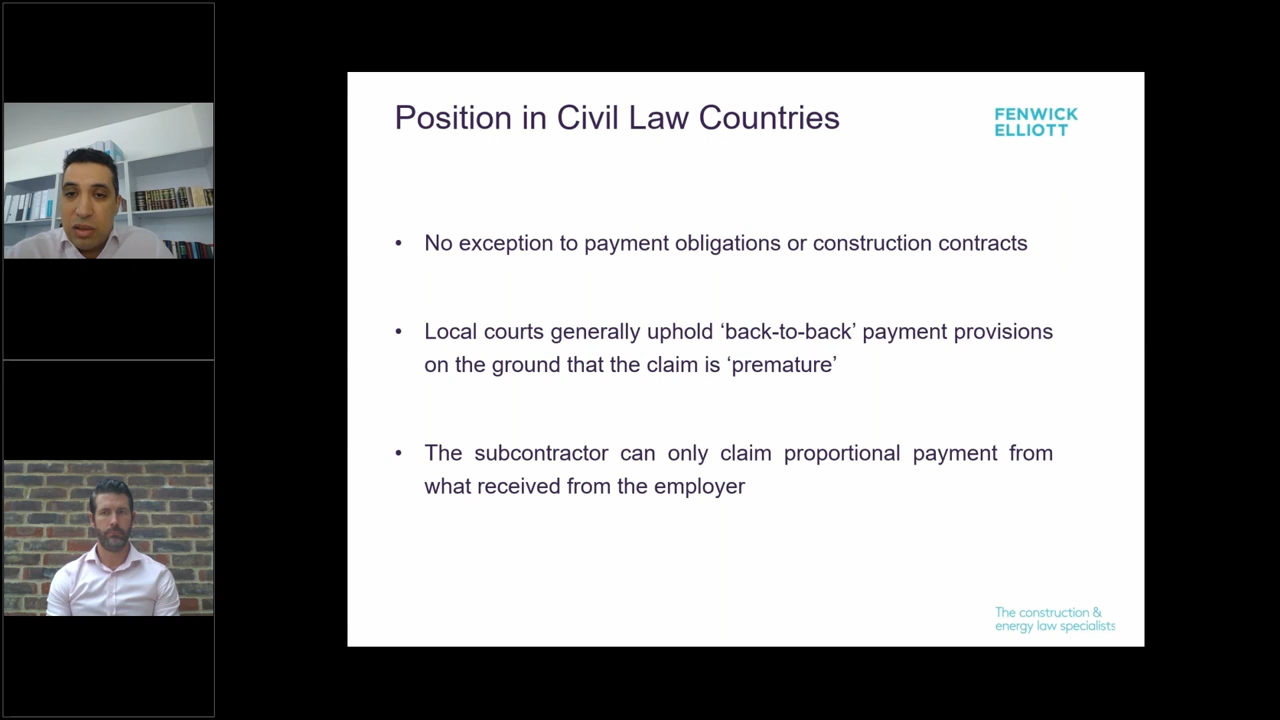 Position in Civil Law Countries
FENWICK
ELLIOTT
• No exception to payment obligations or construction contracts
• Local courts generally uphold ‘back-to-back’ payment provisions
on the ground that the claim is ‘premature’
• The subcontractor can only claim proportional payment from
what received from the employer
The construction &
energy law specialists